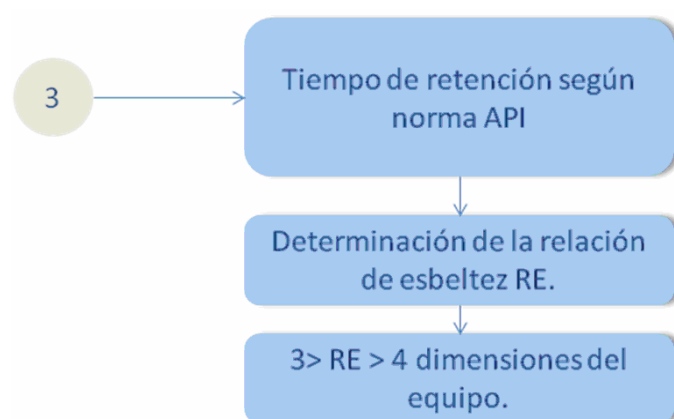 3
Tiempo de retención según
norma API
Determinación de la relación
de esbeltez RE.
3> RE > 4 dimensiones del
equipo.